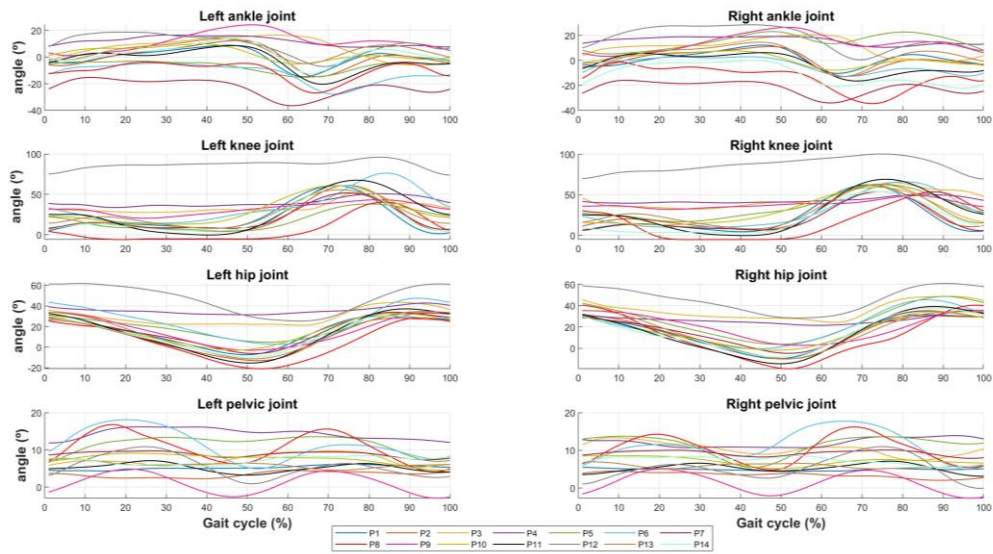 Left ankle joint
Right ankle joint
angle (º)
20
0
-20
-40
0 10 20 30 40 50 60 70 80 90 100
20
0
-20
-40
0 10 20 30 40 50 60 70 80 90 100
Left knee joint
Right knee joint
angle (º)
100
50
0
0 10 20 30 40 50 60 70 80 90 100
100
50
0
0 10 20 30 40 50 60 70 80 90 100
Left hip joint
Right hip joint
angle (º)
60
40
20
0
-20
0 10 20 30 40 50 60 70 80 90 100
60
40
20
0
0 10 20 30 40 50 60 70 80 90 100
Left pelvic joint
Right pelvic joint
angle (º)
20
10
0
0 10 20 30 40 50 60 70 80 90 100
20
10
0
0 10 20 30 40 50 60 70 80 90 100
Gait cycle (%)
Gait cycle (%)
P1 P2 P3 P4 P5 P6 P7
P8 P9 P10 P11 P12 P13 P14